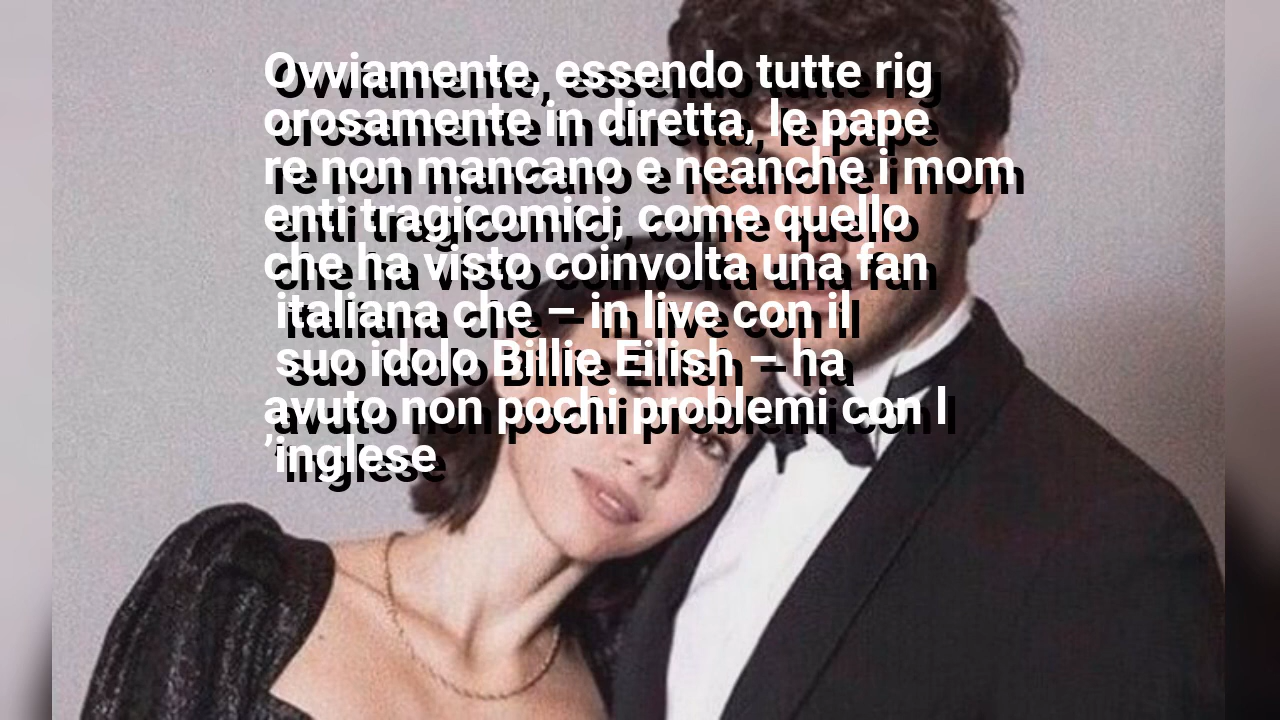 Ovviamente, essendo tutte rig
orosamente in diretta, le pape
re non mancano e neanche i mom
enti tragicomici, come quello
che ha visto coinvolta una fan
italiana che – in live con il
suo idolo Billie Eilish – ha
avuto non pochi problemi con l
’inglese